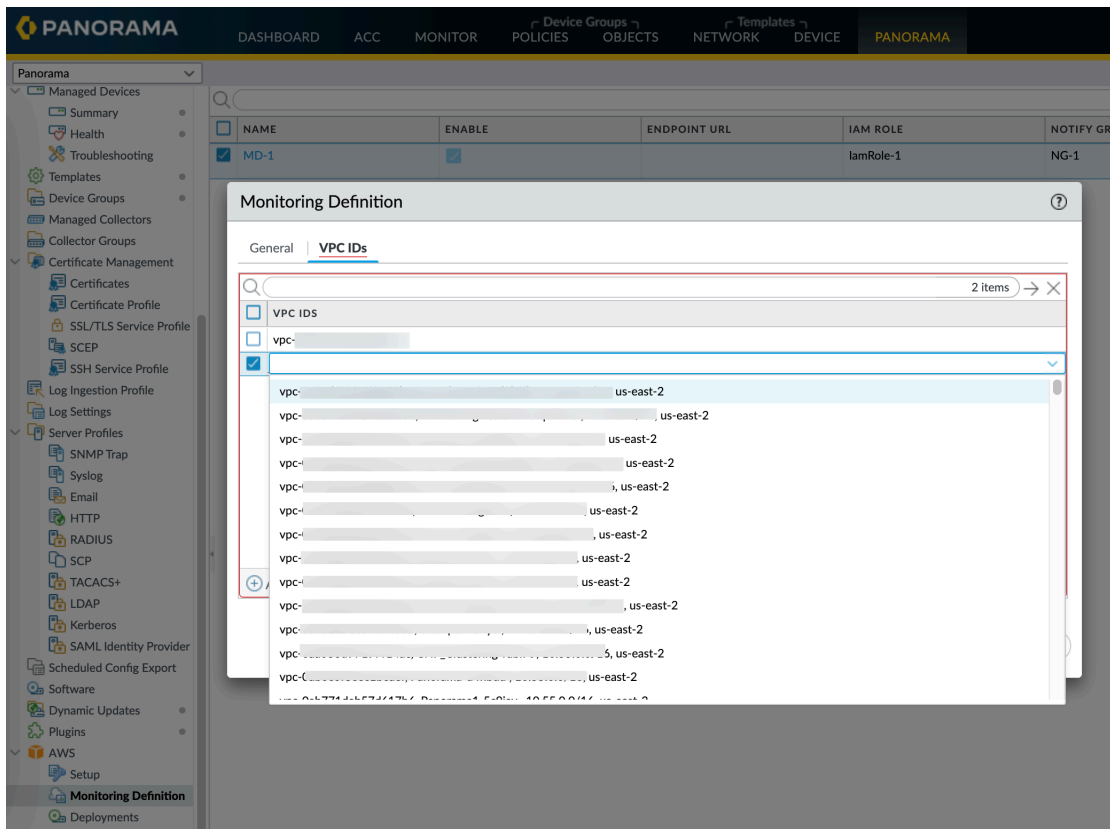 PANORAMA
Device Groups
Templates
DASHBOARD ACC MONITOR POLICIES OBJECTS NETWORK DEVICE PANORAMA
Panorama
Managed Devices
Summary
Health
Troubleshooting
Templates
Device Groups
Managed Collectors
Collector Groups
Certificate Management
Certificates
Certificate Profile
SSL/TLS Service Profile
SCEP
SSH Service Profile
Log Ingestion Profile
Log Settings
Server Profiles
SNMP Trap
Syslog
Email
HTTP
RADIUS
SCP
TACACS+
LDAP
Kerberos
SAML Identity Provider
Scheduled Config Export
Software
Dynamic Updates
Plugins
AWS
Setup
Monitoring Definition
Deployments
NAME ENABLE ENDPOINT URL IAM ROLE NOTIFY GR
MD-1 IamRole-1 NG-1
Monitoring Definition
General VPC IDs
2 items
VPC IDS
vpc-
vpc- us-east-2
vpc- , us-east-2
vpc- us-east-2
vpc- us-east-2
vpc- , us-east-2
vpc- , us-east-2
vpc- , us-east-2
vpc- , us-east-2
vpc- us-east-2
vpc- , us-east-2
vpc- , us-east-2
vpc- 6, us-east-2
vpc- us-east-2